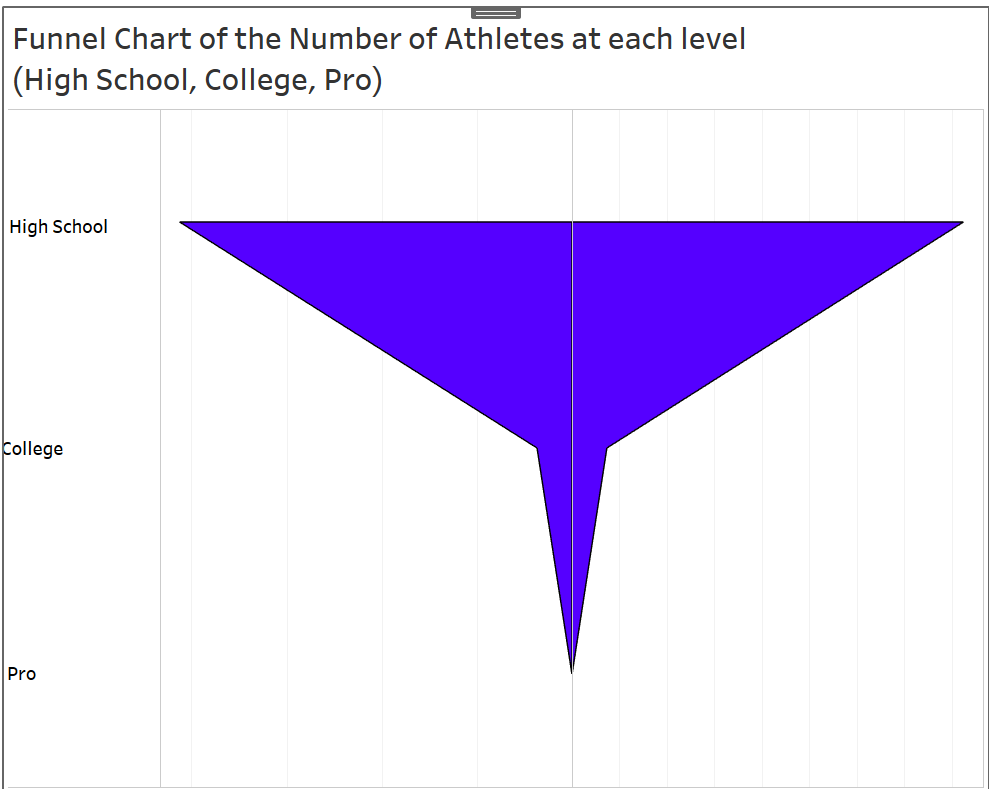 Funnel Chart of the Number of Athletes at each level
(High School, College, Pro)
High School
College
Pro